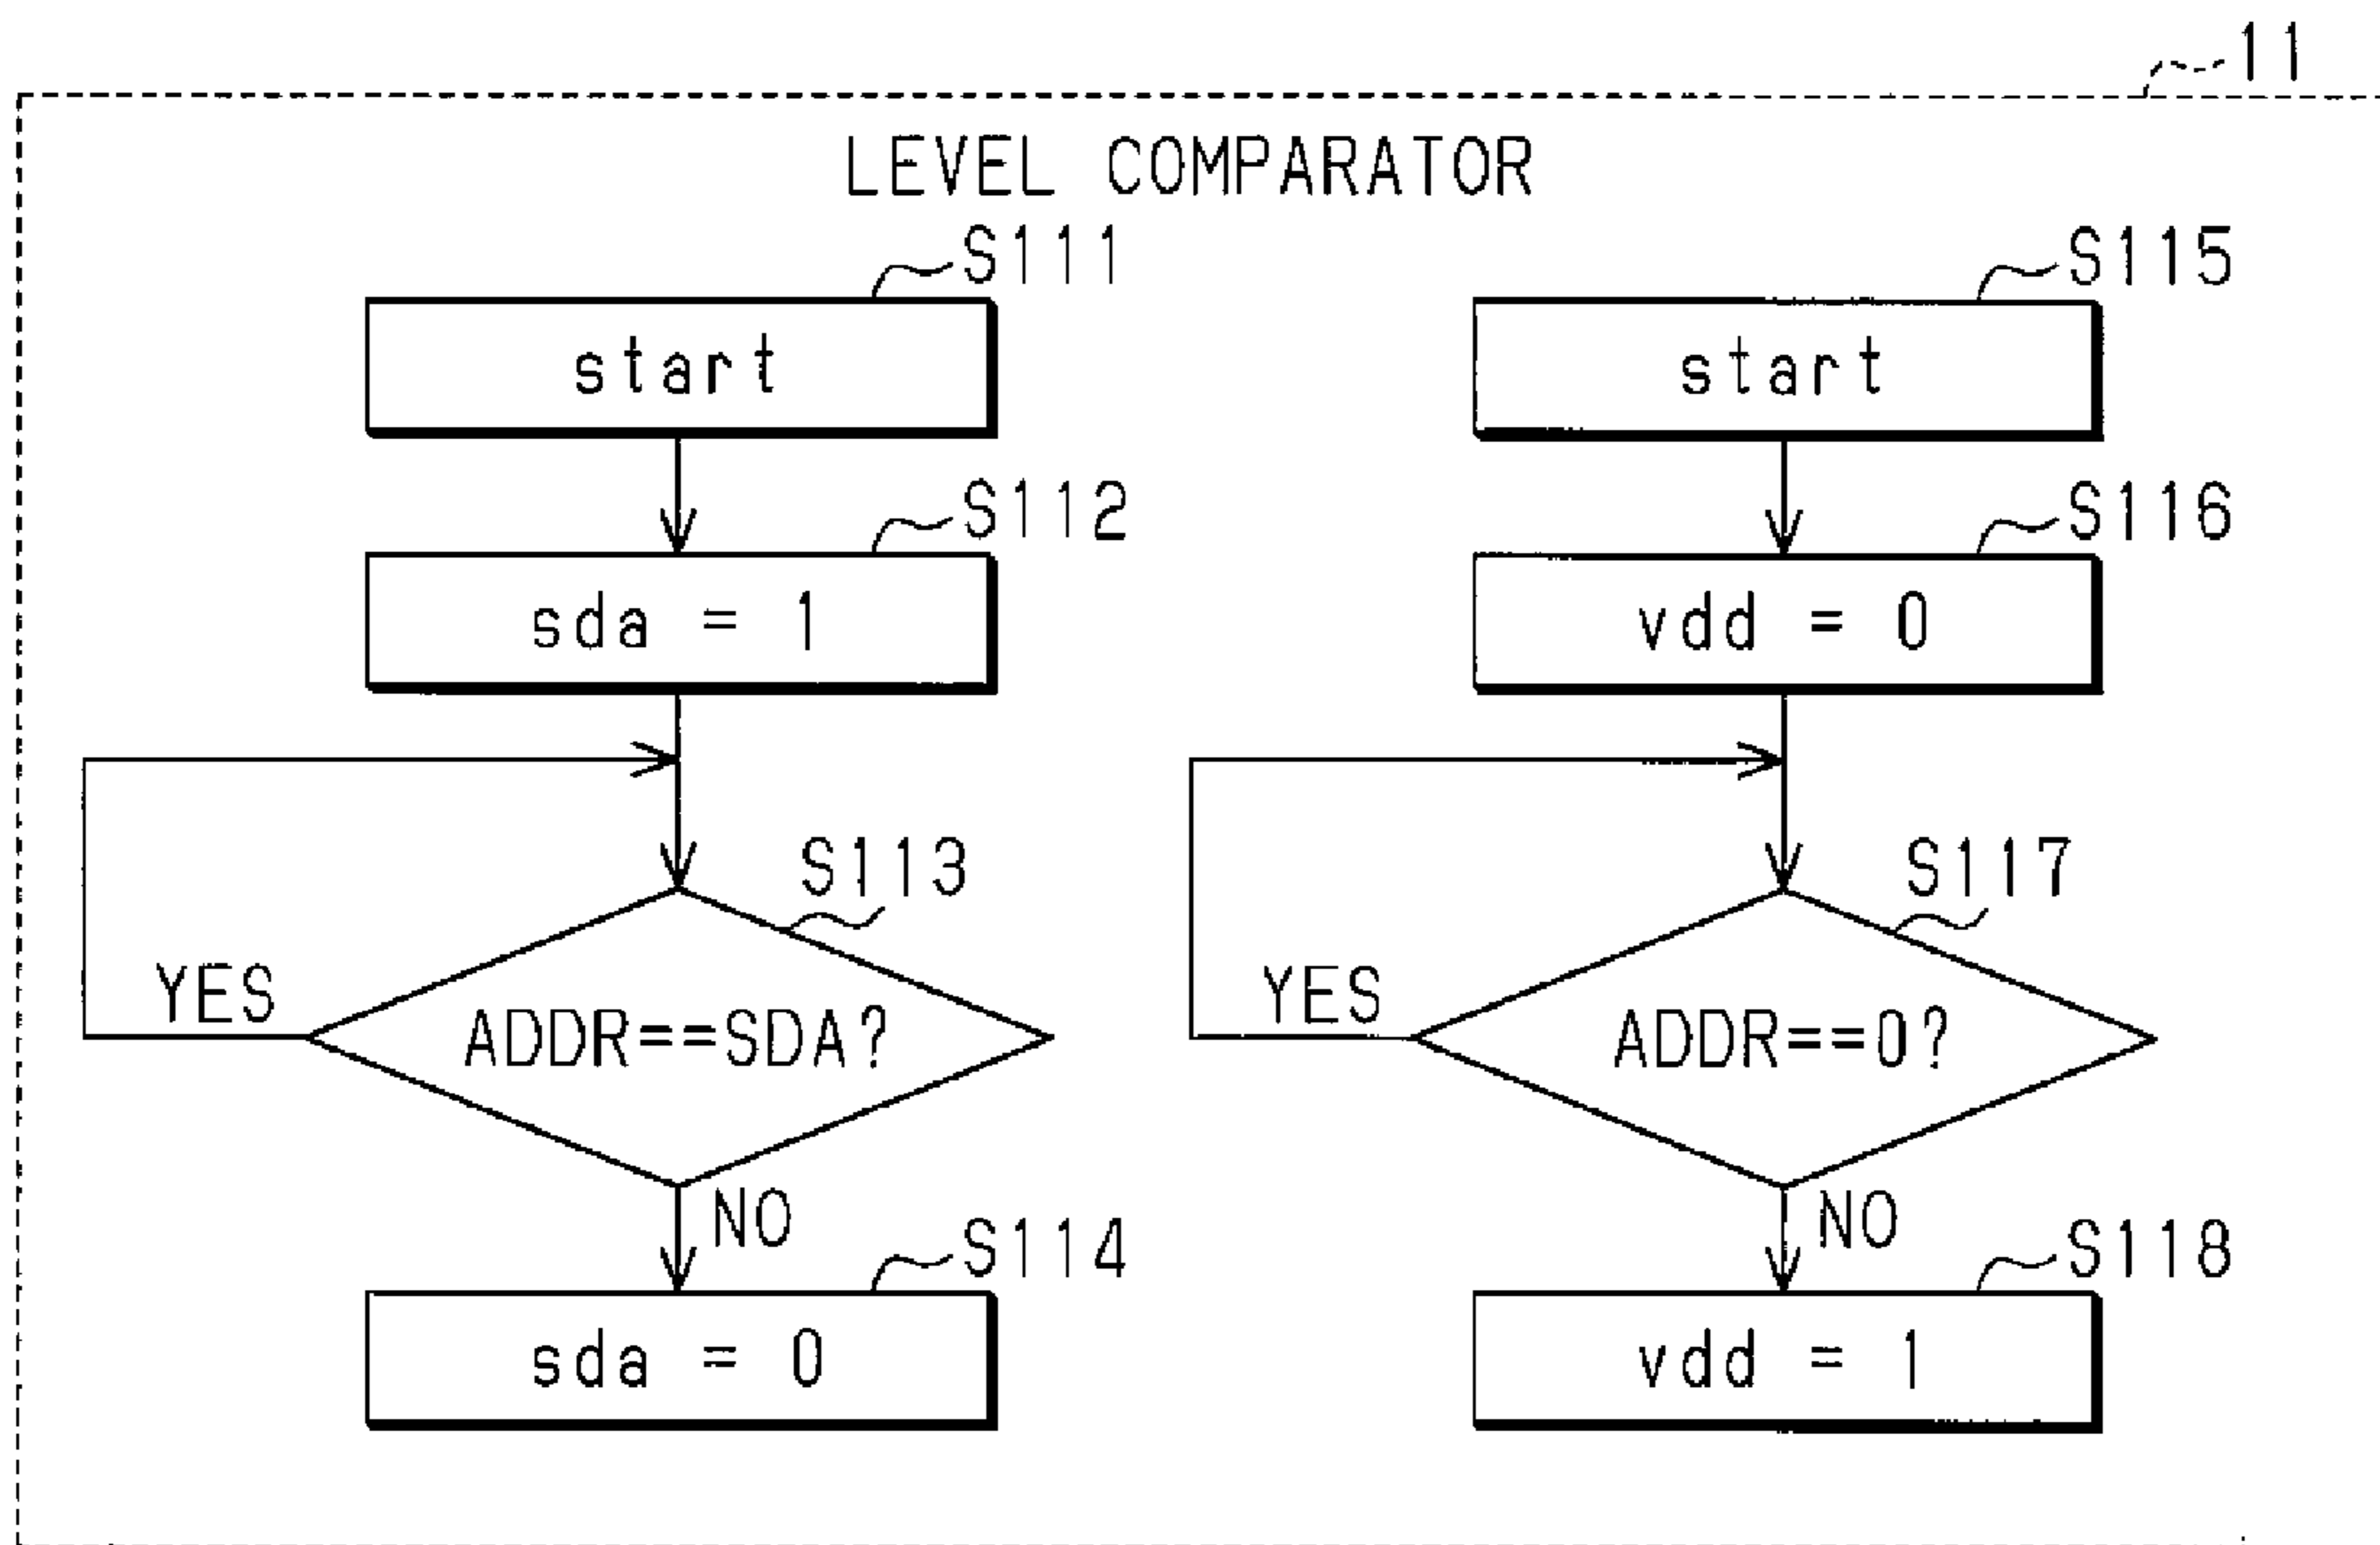 11
LEVEL COMPARATOR
S111
start
S112
sda = 1
S113
YES
ADDR==SDA?
NO
S114
sda = 0
S115
start
S116
vdd = 0
S117
YES
ADDR==0?
NO
S118
vdd = 1